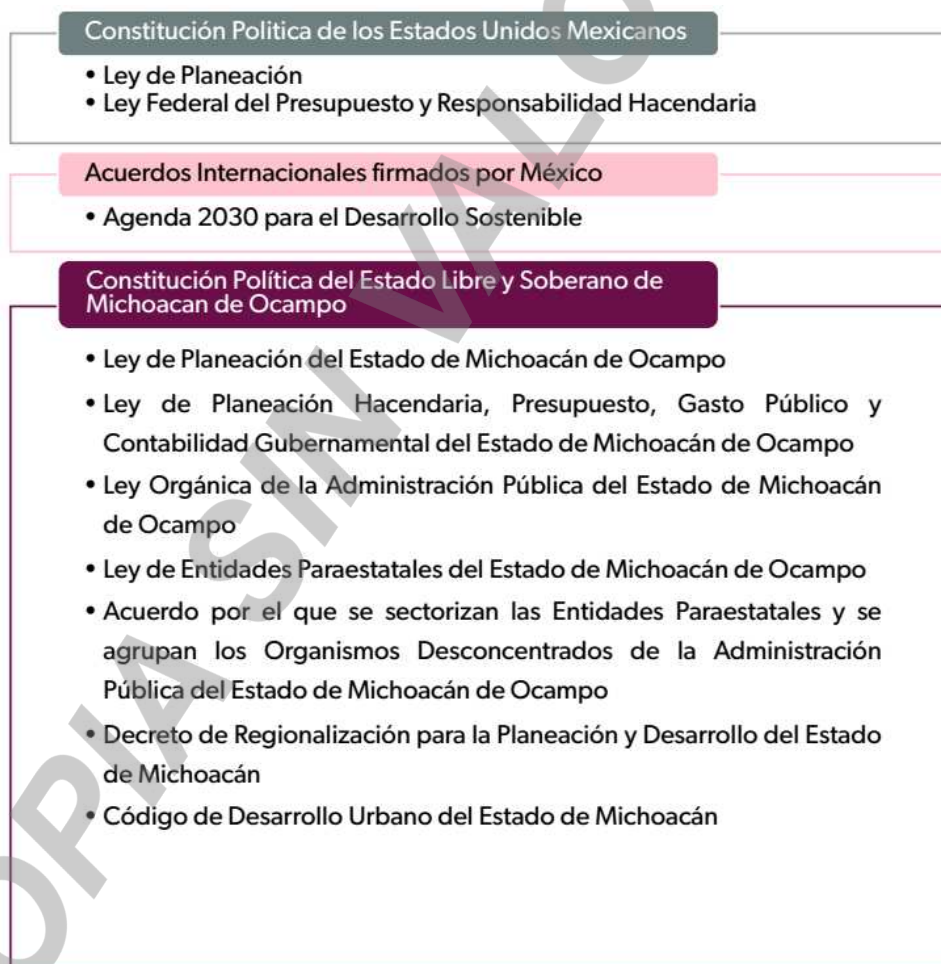 Constitución Politica de los Estados Unidos Mexicanos
• Ley de Planeación
• Ley Federal del Presupuesto y Responsabilidad Hacendaria
Acuerdos Internacionales firmados por México
• Agenda 2030 para el Desarrollo Sostenible
Constitución Política del Estado Libre y Soberano de
Michoacan de Ocampo
• Ley de Planeación del Estado de Michoacán de Ocampo
• Ley de Planeación Hacendaria, Presupuesto, Gasto Público y
Contabilidad Gubernamental del Estado de Michoacán de Ocampo
• Ley Orgánica de la Administración Pública del Estado de Michoacán
de Ocampo
• Ley de Entidades Paraestatales del Estado de Michoacán de Ocampo
• Acuerdo por el que se sectorizan las Entidades Paraestatales y se
agrupan los Organismos Desconcentrados de la Administración
Pública del Estado de Michoacán de Ocampo
• Decreto de Regionalización para la Planeación y Desarrollo del Estado
de Michoacán
• Código de Desarrollo Urbano del Estado de Michoacán
OPIA SIN VALO